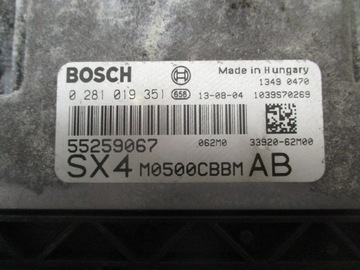 BOSCH
Made in Hungary
1349 0470
0 281 019 351 658 13-08-04 1039S70269
55259067 062M0 33920-62M00
SX4 M0500CBBM AB